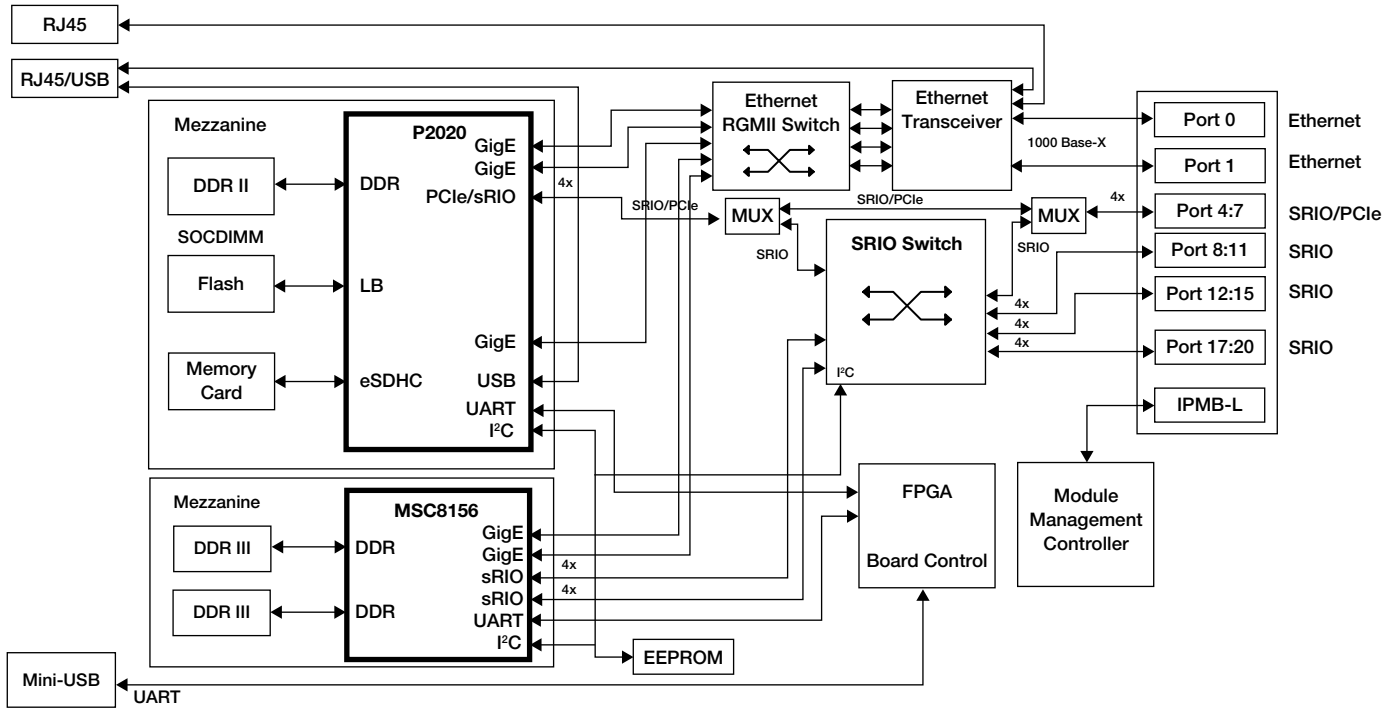 RJ45
RJ45/USB
Mezzanine
P2020
GigE
GigE
4x
PCIe/sRIO
DDR II
DDR
SOCDIMM
Flash
LB
GigE
Memory
Card
eSDHC
USB
UART
I²C
Ethernet
RGMII Switch
Ethernet
Transceiver
1000 Base-X
Port 0
Ethernet
Port 1
Ethernet
SRIO/PCIe
MUX
SRIO/PCIe
MUX
4x
Port 4:7
SRIO/PCIe
SRIO
SRIO Switch
SRIO
Port 8:11
SRIO
4x
Port 12:15
SRIO
4x
4x
Port 17:20
SRIO
I²C
IPMB-L
Mezzanine
MSC8156
GigE
DDR III
DDR
GigE
4x
sRIO
4x
sRIO
DDR III
DDR
UART
I²C
FPGA
Board Control
Module
Management
Controller
EEPROM
Mini-USB
UART